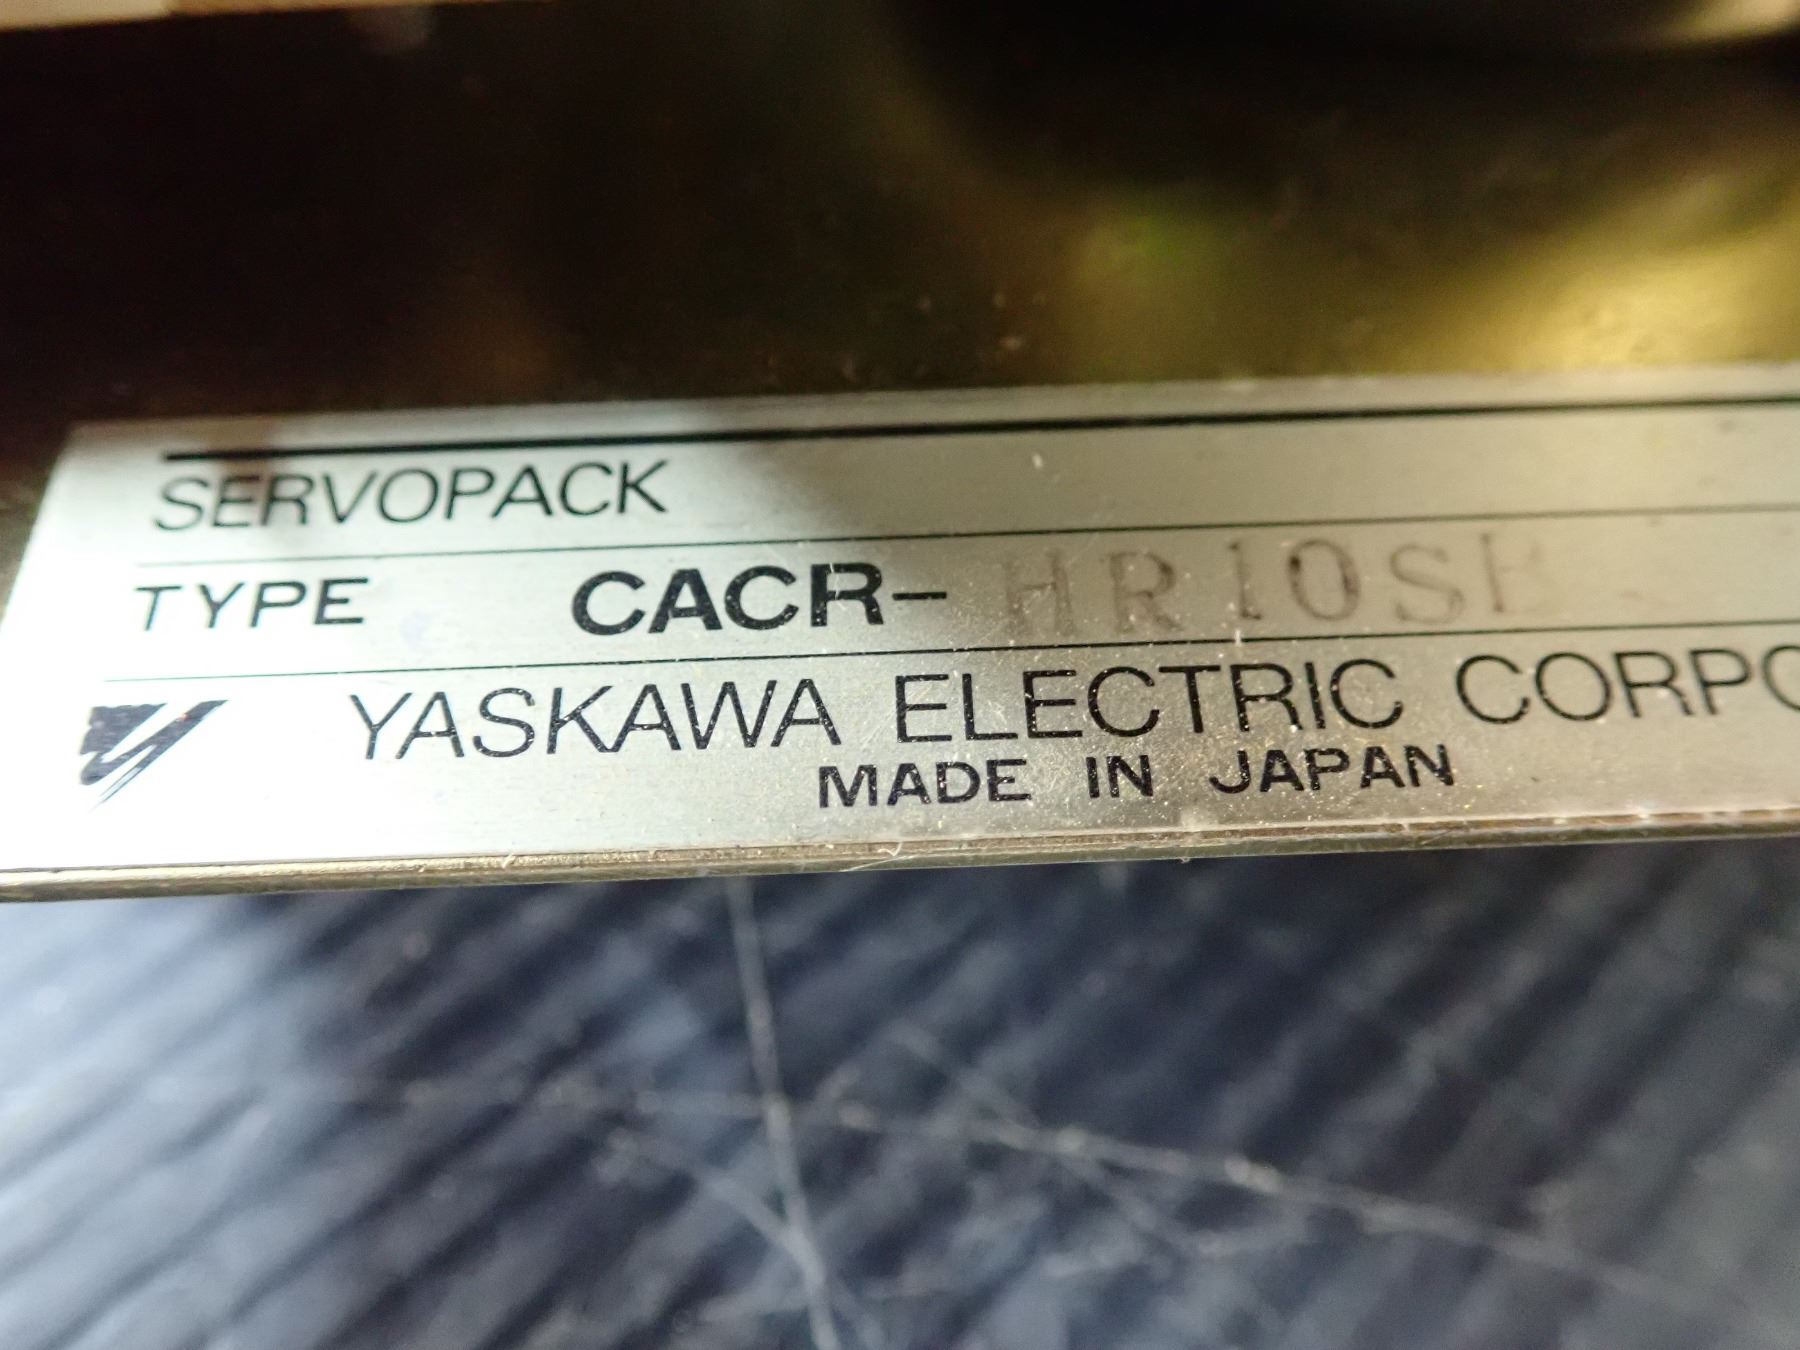 SERVOPACK
TYPE CACR-HR10SB
YASKAWA ELECTRIC CORPO
MADE IN JAPAN